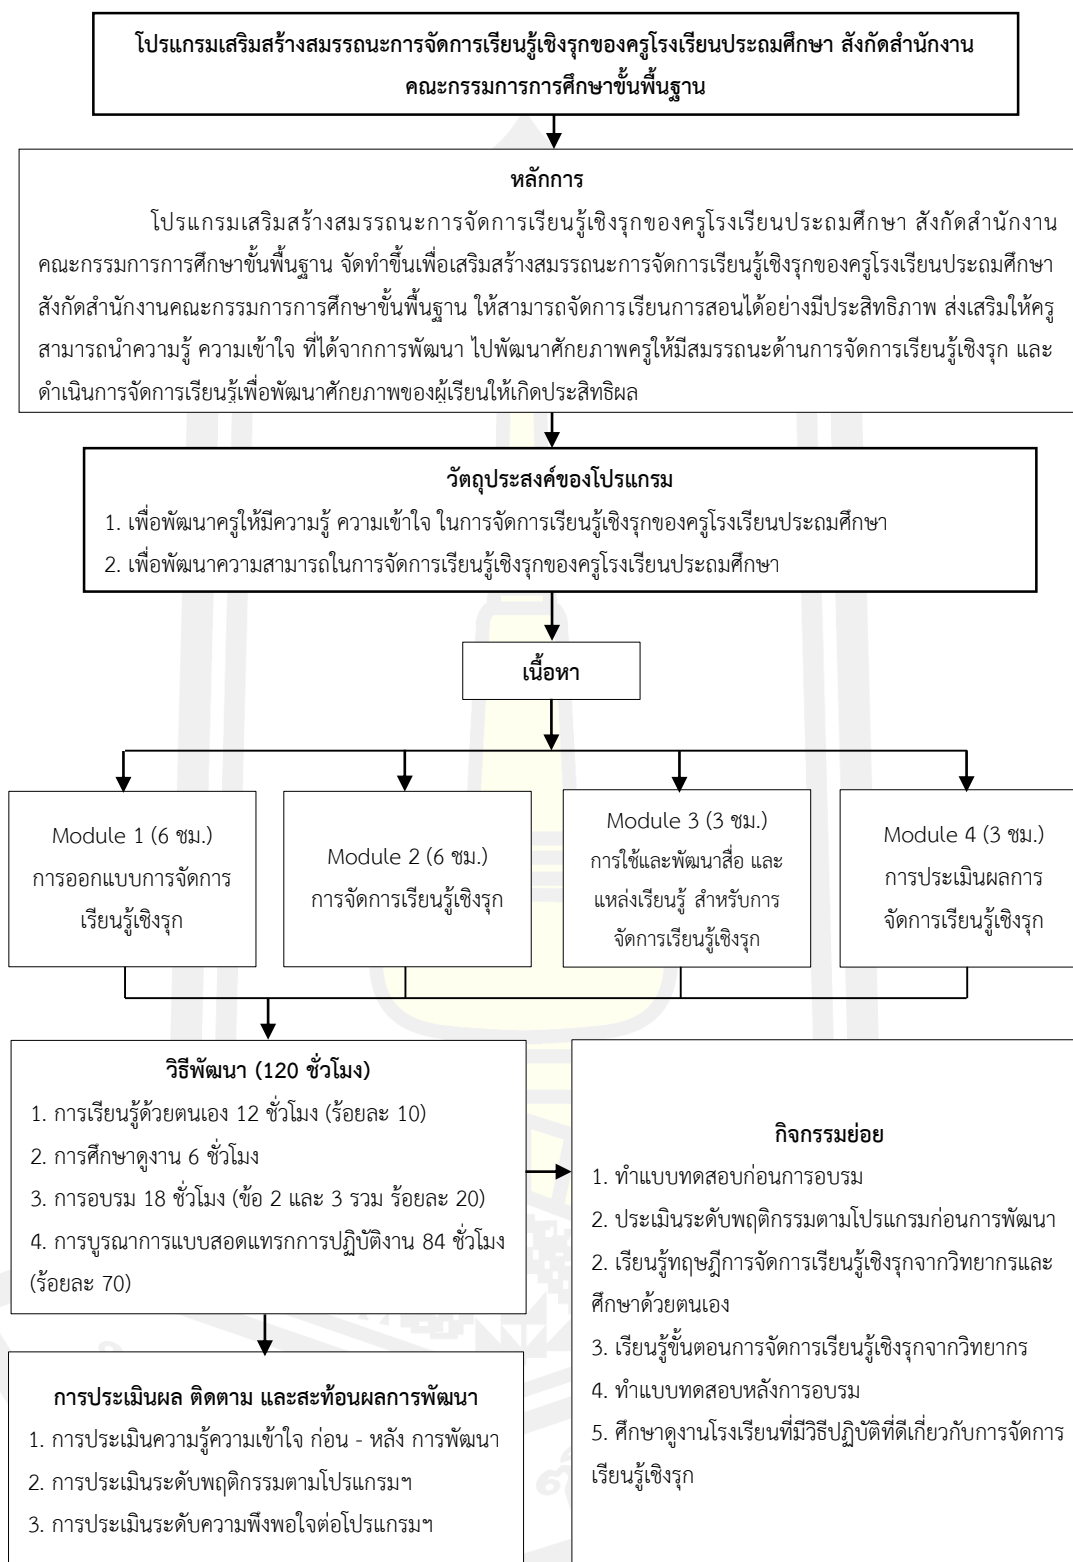 โปรแกรมเสริมสร้างสมรรถนะการจัดการเรียนรู้เชิงรุกของครูโรงเรียนประถมศึกษา สังกัดสำนักงาน
คณะกรรมการการศึกษาขั้นพื้นฐาน
หลักการ
โปรแกรมเสริมสร้างสมรรถนะการจัดการเรียนรู้เชิงรุกของครูโรงเรียนประถมศึกษา สังกัดสำนักงาน
คณะกรรมการการศึกษาขั้นพื้นฐาน จัดทำขึ้นเพื่อเสริมสร้างสมรรถนะการจัดการเรียนรู้เชิงรุกของครูโรงเรียนประถมศึกษา
สังกัดสำนักงานคณะกรรมการการศึกษาขั้นพื้นฐาน ให้สามารถจัดการเรียนการสอนได้อย่างมีประสิทธิภาพ ส่งเสริมให้ครู
สามารถนำความรู้ ความเข้าใจ ที่ได้จากการพัฒนา ไปพัฒนาศักยภาพครูให้มีสมรรถนะด้านการจัดการเรียนรู้เชิงรุก และ
ดำเนินการจัดการเรียนรู้เพื่อพัฒนาศักยภาพของผู้เรียนให้เกิดประสิทธิผล
วัตถุประสงค์ของโปรแกรม
1. เพื่อพัฒนาครูให้มีความรู้ ความเข้าใจ ในการจัดการเรียนรู้เชิงรุกของครูโรงเรียนประถมศึกษา
2. เพื่อพัฒนาความสามารถในการจัดการเรียนรู้เชิงรุกของครูโรงเรียนประถมศึกษา
เนื้อหา
Module 1 (6 ชม.)
การออกแบบการจัดการ
เรียนรู้เชิงรุก
Module 2 (6 ชม.)
การจัดการเรียนรู้เชิงรุก
Module 3 (3 ชม.)
การใช้และพัฒนาสื่อ และ
แหล่งเรียนรู้ สำหรับการ
จัดการเรียนรู้เชิงรุก
Module 4 (3 ชม.)
การประเมินผลการ
จัดการเรียนรู้เชิงรุก
วิธีพัฒนา (120 ชั่วโมง)
1. การเรียนรู้ด้วยตนเอง 12 ชั่วโมง (ร้อยละ 10)
2. การศึกษาดูงาน 6 ชั่วโมง
3. การอบรม 18 ชั่วโมง (ข้อ 2 และ 3 รวม ร้อยละ 20)
4. การบูรณาการแบบสอดแทรกการปฏิบัติงาน 84 ชั่วโมง
(ร้อยละ 70)
กิจกรรมย่อย
1. ทำแบบทดสอบก่อนการอบรม
2. ประเมินระดับพฤติกรรมตามโปรแกรมก่อนการพัฒนา
2. เรียนรู้ทฤษฎีการจัดการเรียนรู้เชิงรุกจากวิทยากรและ
ศึกษาด้วยตนเอง
3. เรียนรู้ขั้นตอนการจัดการเรียนรู้เชิงรุกจากวิทยากร
4. ทำแบบทดสอบหลังการอบรม
5. ศึกษาดูงานโรงเรียนที่มีวิธีปฏิบัติที่ดีเกี่ยวกับการจัดการ
เรียนรู้เชิงรุก
การประเมินผล ติดตาม และสะท้อนผลการพัฒนา
1. การประเมินความรู้ความเข้าใจ ก่อน - หลัง การพัฒนา
2. การประเมินระดับพฤติกรรมตามโปรแกรมฯ
3. การประเมินระดับความพึงพอใจต่อโปรแกรมฯ